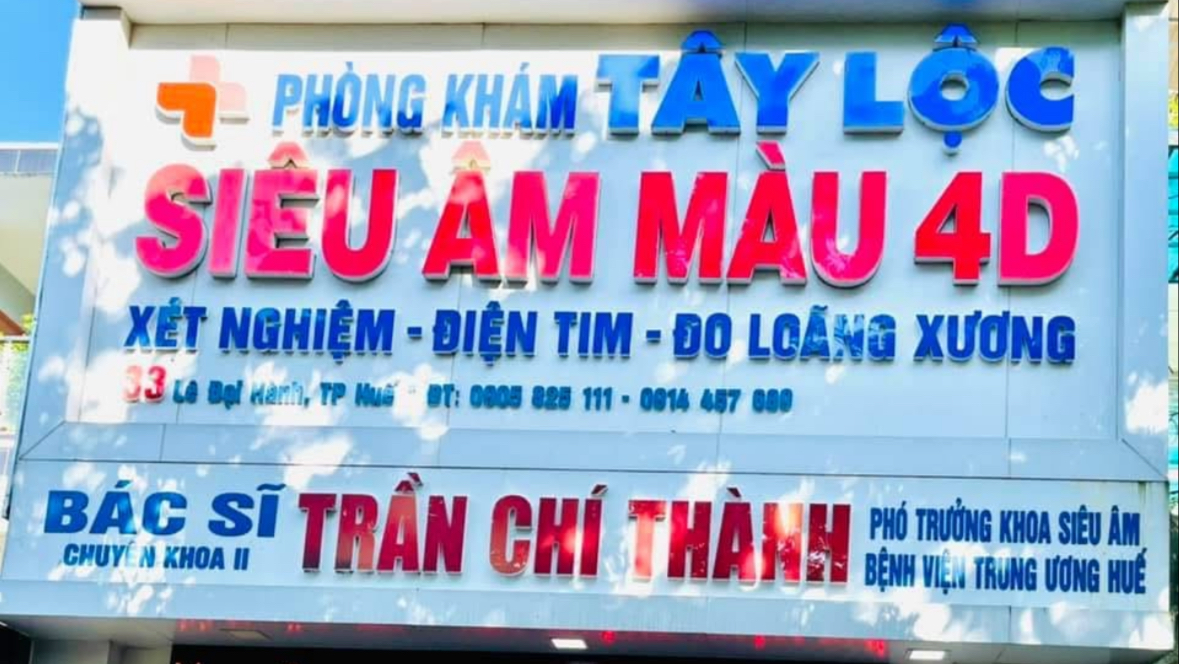 PHÒNG KHÁM TÂY LỘC
SIÊU ÂM MÀU 4D
XÉT NGHIỆM - ĐIỆN TIM - ĐO LOÃNG XƯƠNG
33 Lê Đại Hành, TP Huế - ĐT: 0905 825 111 - 457
BÁC SĨ
CHUYÊN KHOA II
TRẦN CHÍ THÀNH
PHÓ TRƯỞNG KHOA SIÊU ÂM
BỆNH VIỆN TRUNG ƯƠNG HUẾ